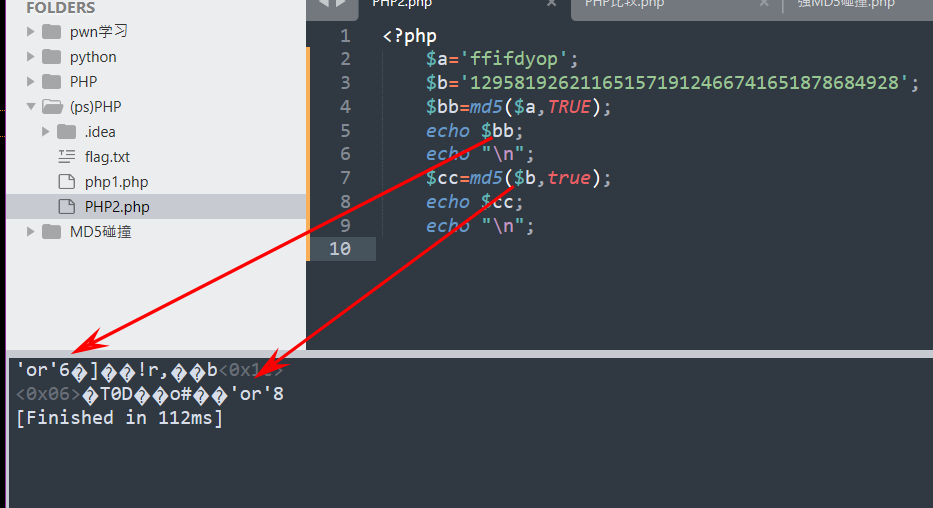 FOLDERS
pwn学习
python
PHP
(ps)PHP
.idea
flag.txt
php1.php
PHP2.php
MD5碰撞
PHP2.php
PHP比较.php
强MD5碰撞.php
1 <?php
2 $a='ffifdyop';
3 $b='129581926211651571912466741651878684928';
4 $bb=md5($a,TRUE);
5 echo $bb;
6 echo "\n";
7 $cc=md5($b,true);
8 echo $cc;
9 echo "\n";
10
'or'6�]��!r,��b
<0x06>�T0D��o#��'or'8
[Finished in 112ms]